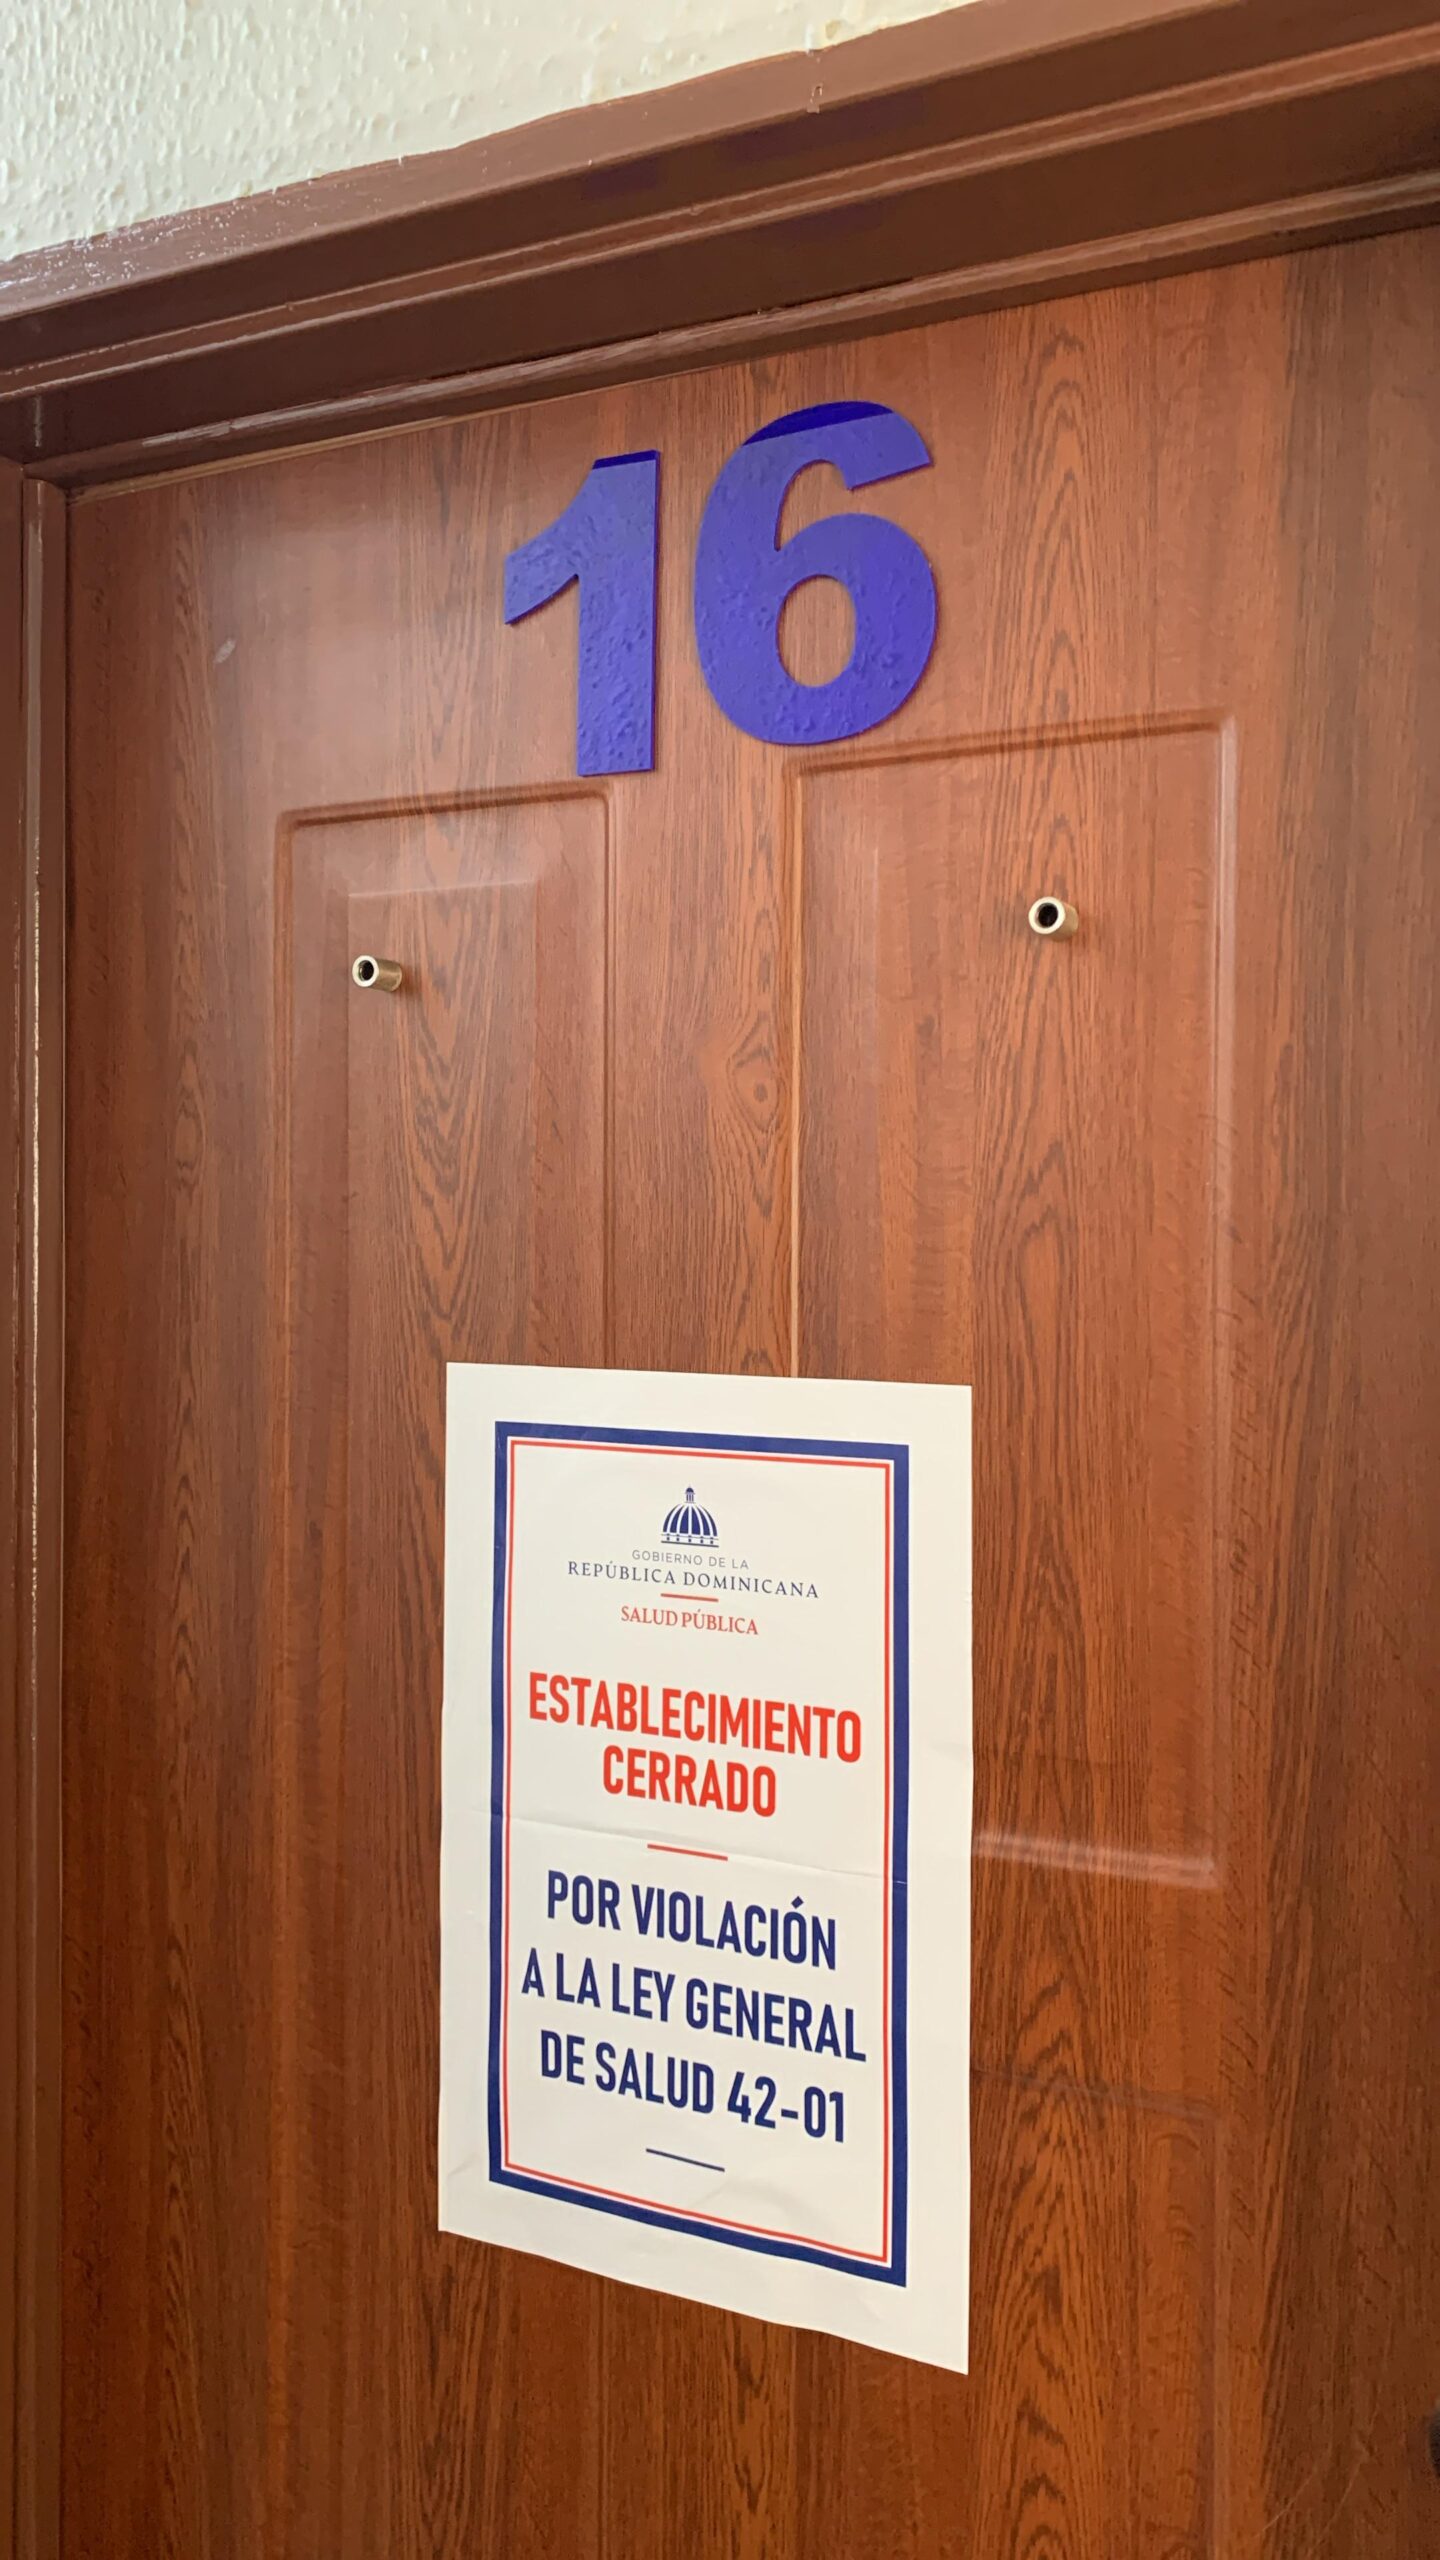 16
GOBIERNO DE LA
REPÚBLICA DOMINICANA
SALUD PÚBLICA
ESTABLECIMIENTO
CERRADO
POR VIOLACIÓN
A LA LEY GENERAL
DE SALUD 42-01